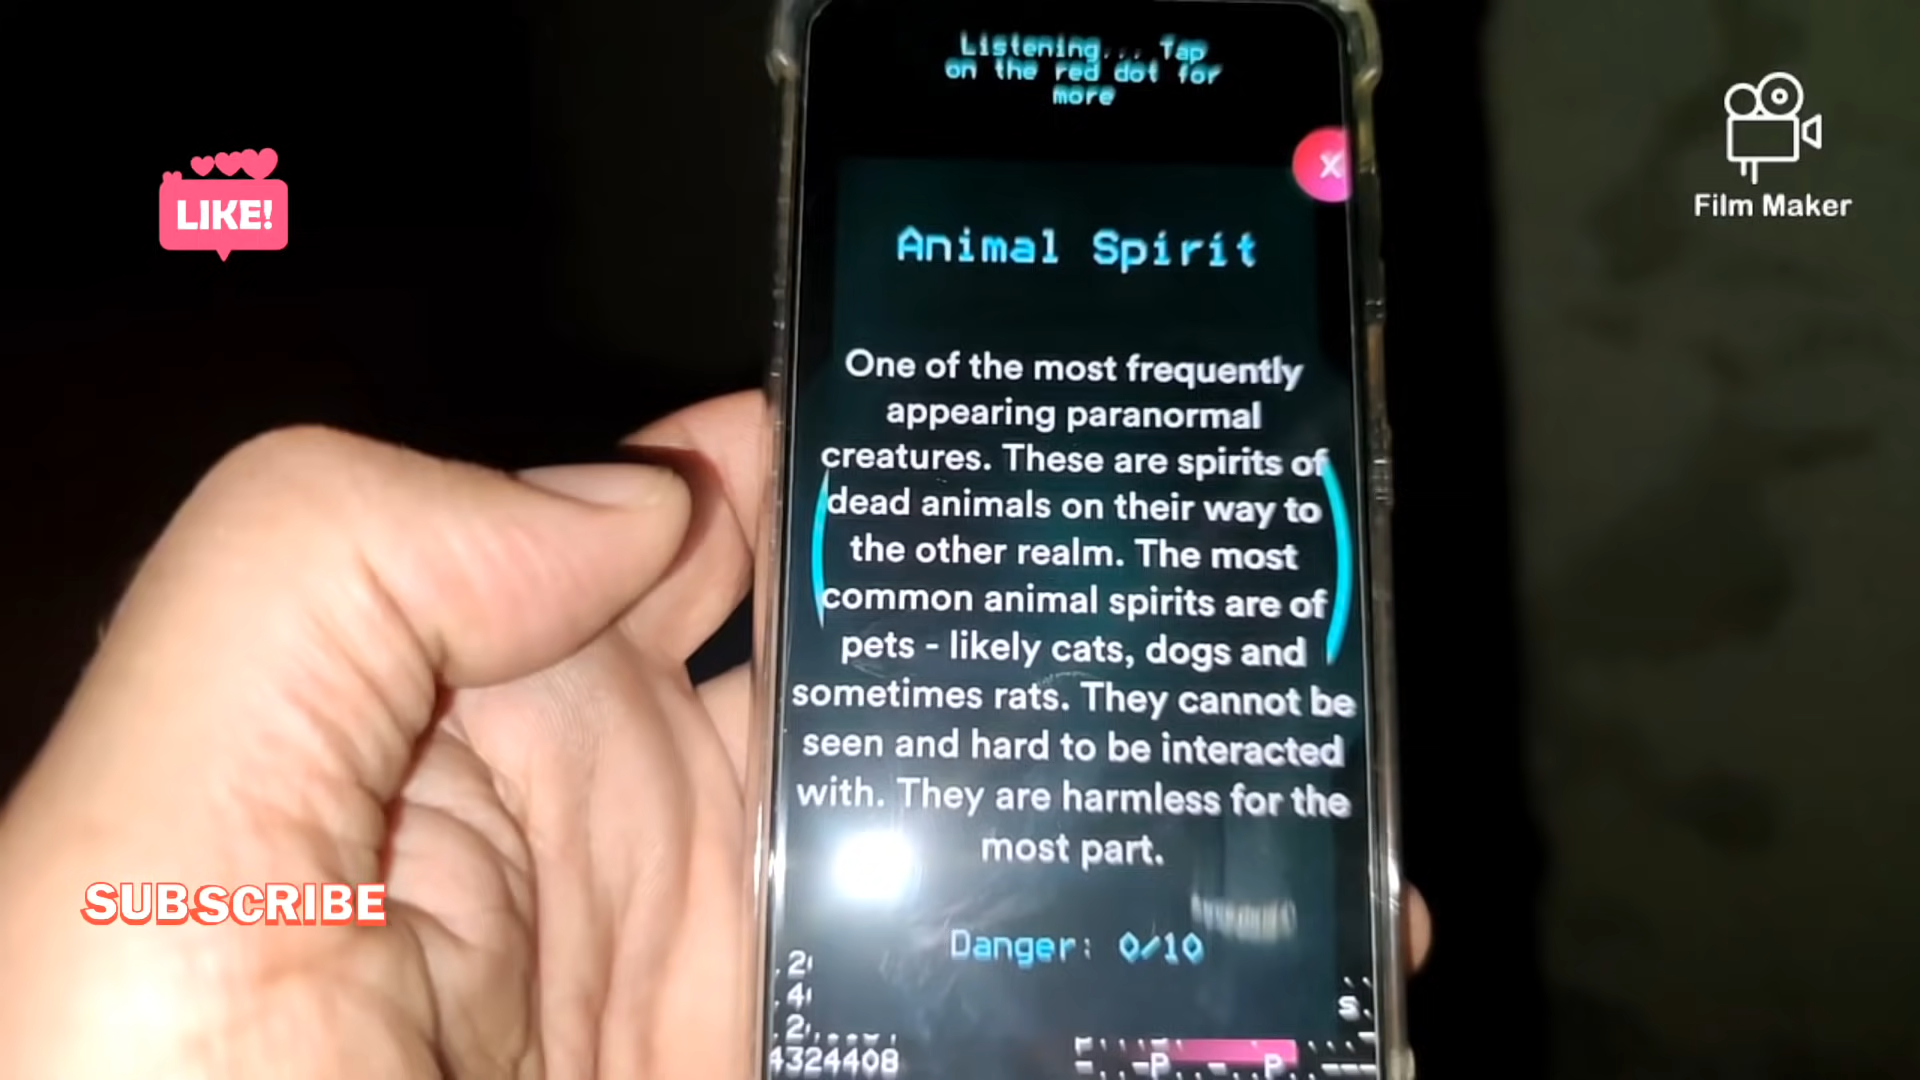 Listening... Tap
on the red dot for
more
X
LIKE!
Film Maker
Animal Spirit
One of the most frequently
appearing paranormal
creatures. These are spirits of
dead animals on their way to
the other realm. The most
common animal spirits are of
pets - likely cats, dogs and
sometimes rats. They cannot be
seen and hard to be interacted
with. They are harmless for the
most part.
SUBSCRIBE
Danger: 0/10
4324408